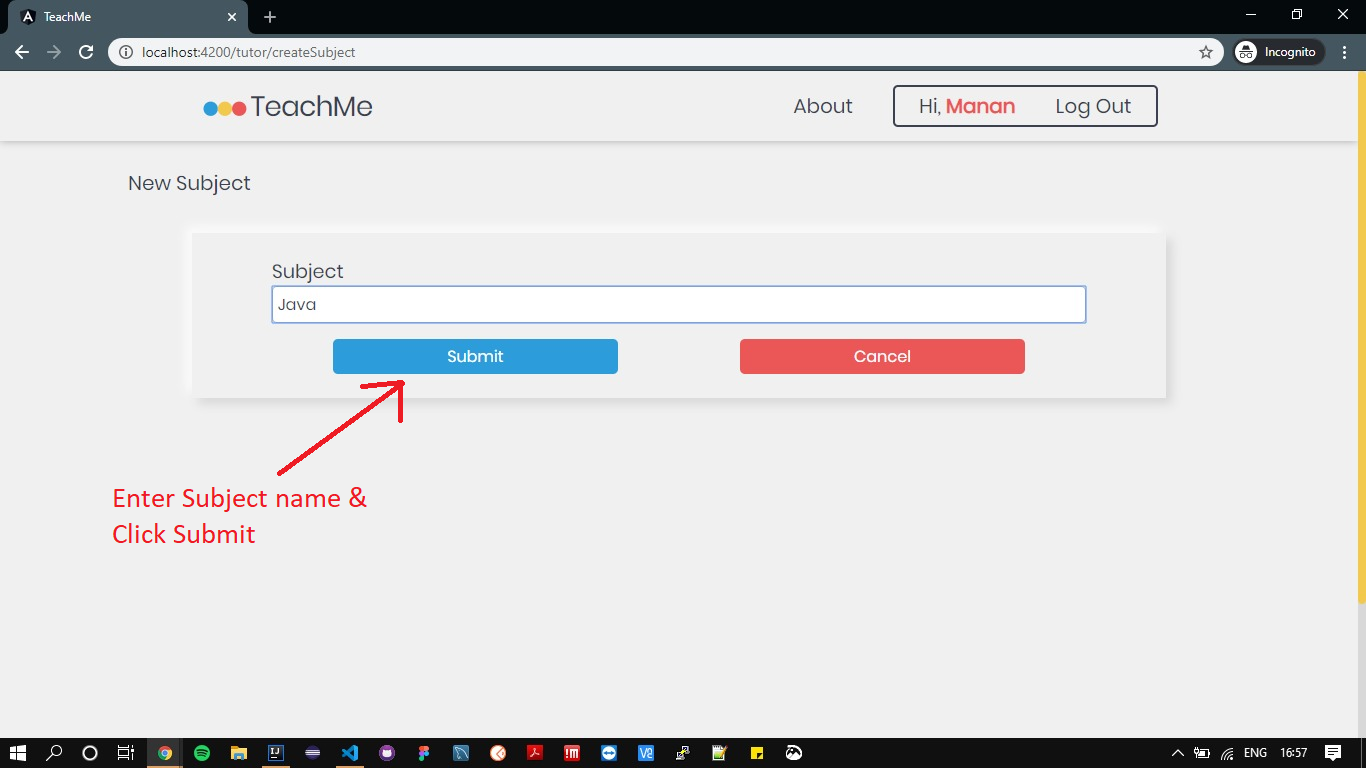 TeachMe
localhost:4200/tutor/createSubject
Incognito
TeachMe
About
Hi, Manan
Log Out
New Subject
Subject
Java
Submit
Cancel
Enter Subject name &
Click Submit
ENG
16:57